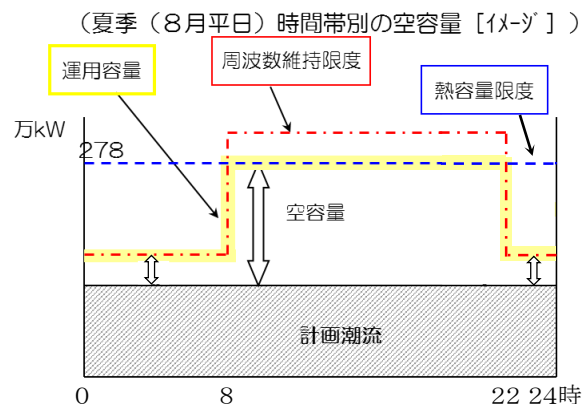 （夏季（８月平日）時間帯別の空容量［ｲﾒｰｼﾞ］）
運用容量
周波数維持限度
熱容量限度
万kW
278
空容量
計画潮流
0 8 22 24時